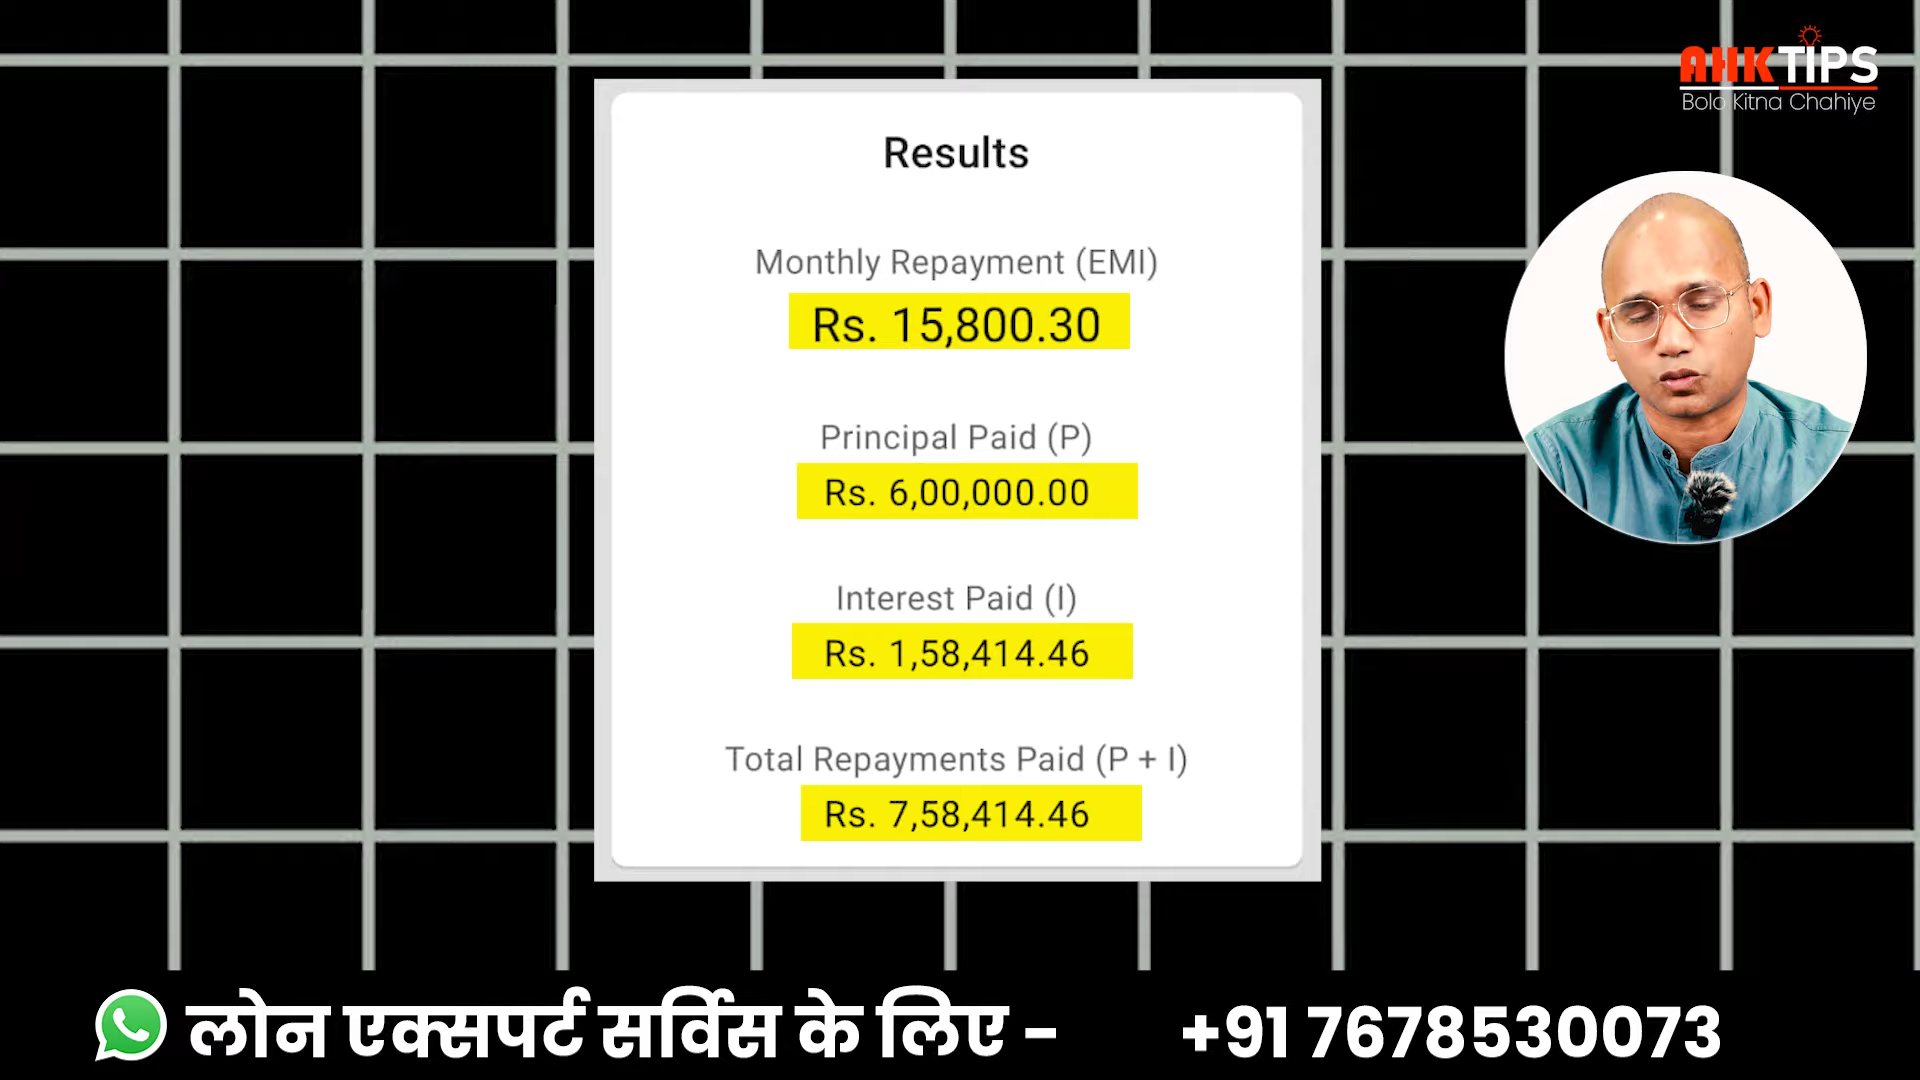 AHKTIPS
Bolo Kitna Chahiye
Results
Monthly Repayment (EMI)
Rs. 15,800.30
Principal Paid (P)
Rs. 6,00,000.00
Interest Paid (I)
Rs. 1,58,414.46
Total Repayments Paid (P + I)
Rs. 7,58,414.46
लोन एक्सपर्ट सर्विस के लिए - +91 7678530073